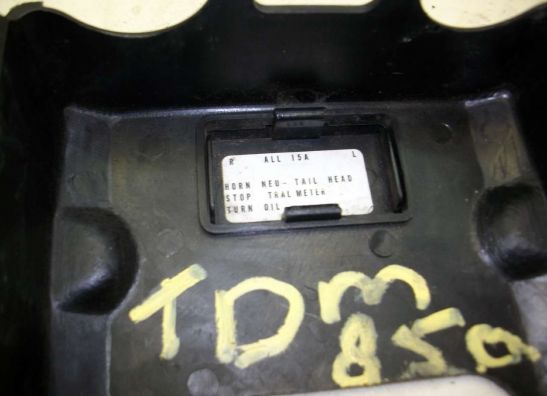 R ALL 15A L
HORN NEU- TAIL HEAD
STOP TRAL METER
TURN OIL
TDM
850